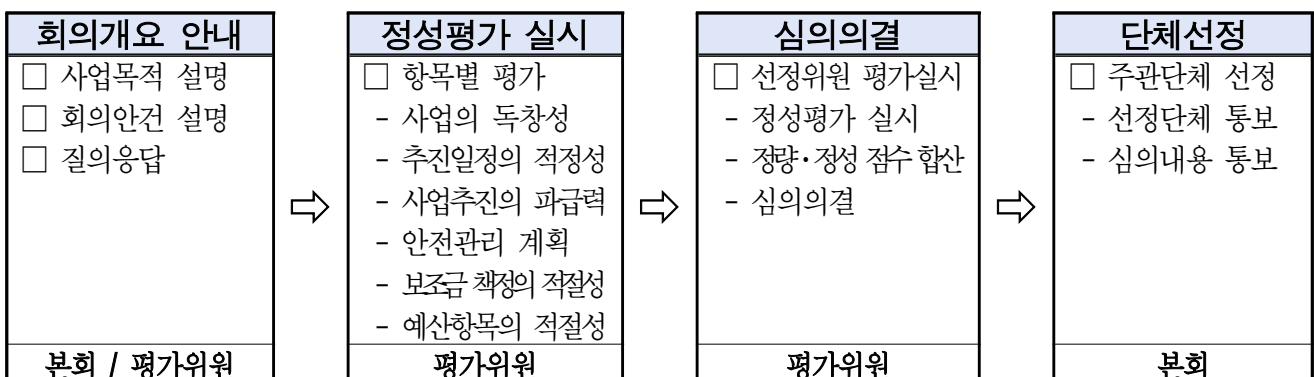 회의개요 안내
□ 사업목적 설명
□ 회의안건 설명
□ 질의응답
본회 / 평가위원
⇨
정성평가 실시
□ 항목별 평가
- 사업의 독창성
- 추진일정의 적정성
- 사업추진의 파급력
- 안전관리 계획
- 보조금 책정의 적절성
- 예산항목의 적절성
평가위원
⇨
심의의결
□ 선정위원 평가실시
- 정성평가 실시
- 정량·정성 점수 합산
- 심의의결
평가위원
⇨
단체선정
□ 주관단체 선정
- 선정단체 통보
- 심의내용 통보
본회